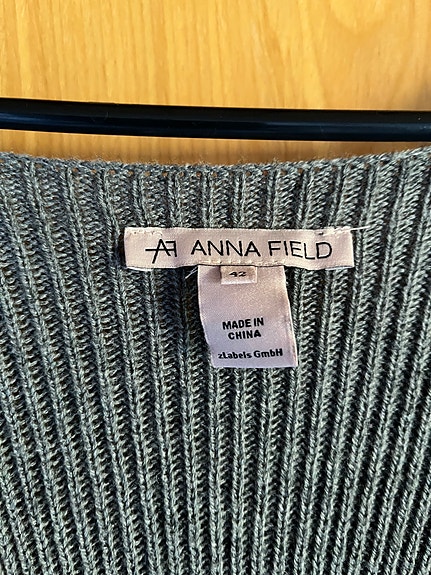 AF ANNA FIELD
42
MADE IN
CHINA
zLabels GmbH